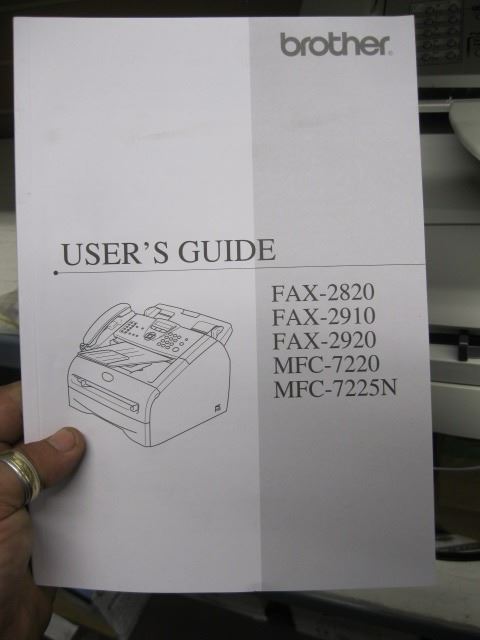 brother®
USER'S GUIDE
FAX-2820
FAX-2910
FAX-2920
MFC-7220
MFC-7225N